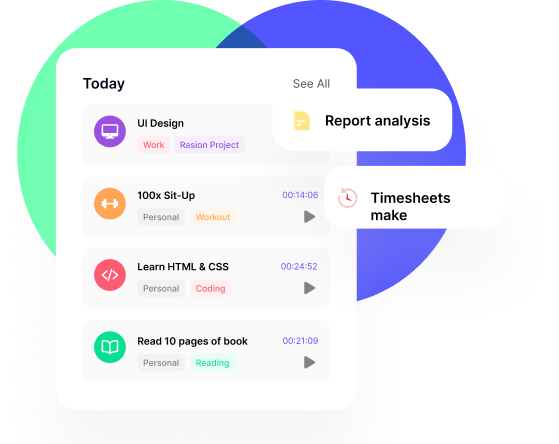 Today
See All
UI Design
Work
Rasion Project
Report analysis
100x Sit-Up
00:14:06
Personal
Workout
Timesheets
make
Learn HTML & CSS
00:24:52
Personal
Coding
Read 10 pages of book
00:21:09
Personal
Reading